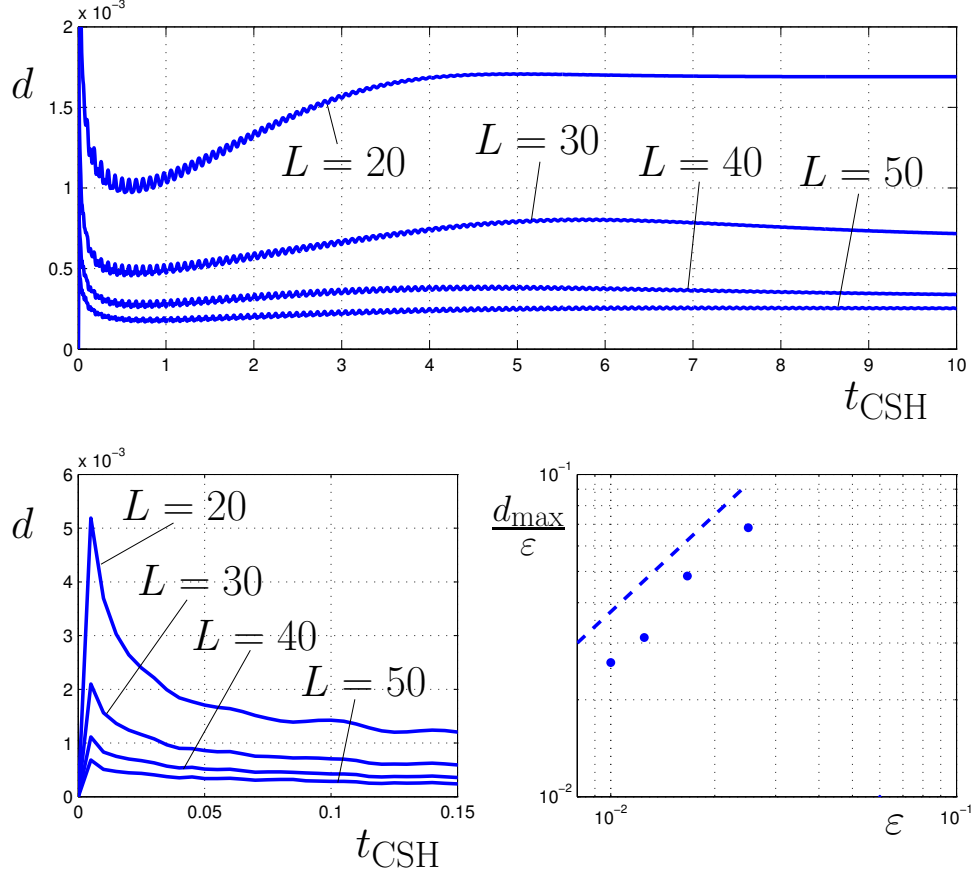 x 10⁻³
2
1.5
1
0.5
0
d
L = 20
L = 30
L = 40
L = 50
0 1 2 3 4 5 6 7 8 9 10
t_CSH
x 10⁻³
6
5
4
3
2
1
0
d
L = 20
L = 30
L = 40
L = 50
0 0.05 0.1 0.15
t_CSH
10⁻¹
d_max
ε
10⁻²
10⁻² 10⁻¹
ε